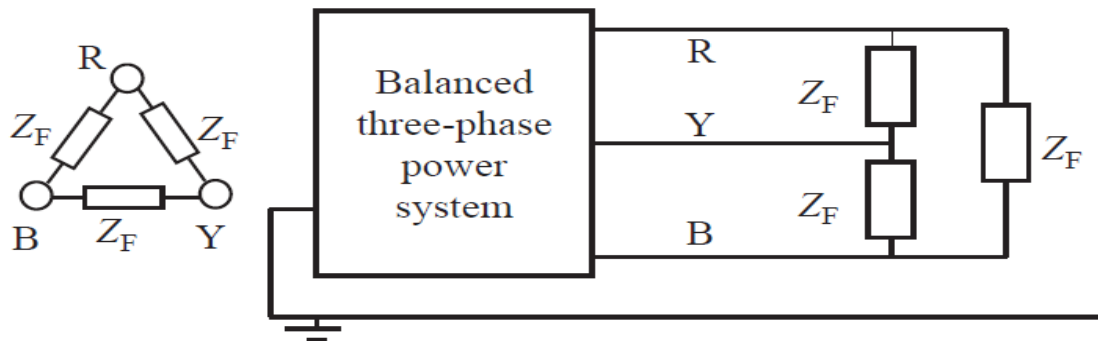 R
Z_F
Z_F
B
Z_F
Y
Balanced
three-phase
power
system
R
Y
B
Z_F
Z_F
Z_F